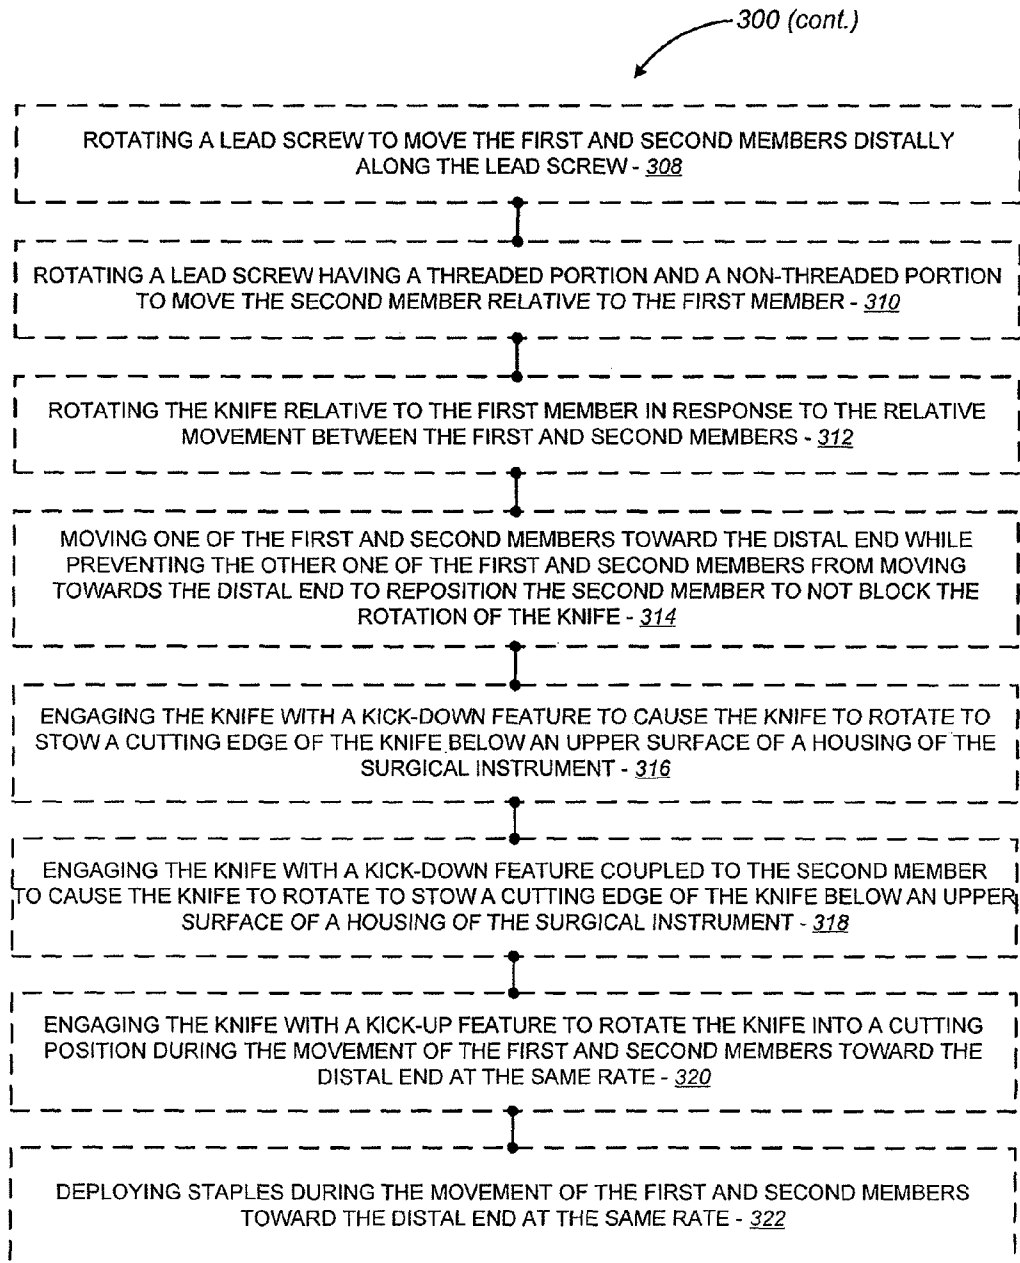 300 (cont.)
ROTATING A LEAD SCREW TO MOVE THE FIRST AND SECOND MEMBERS DISTALLY
ALONG THE LEAD SCREW - 308
ROTATING A LEAD SCREW HAVING A THREADED PORTION AND A NON-THREADED PORTION
TO MOVE THE SECOND MEMBER RELATIVE TO THE FIRST MEMBER - 310
ROTATING THE KNIFE RELATIVE TO THE FIRST MEMBER IN RESPONSE TO THE RELATIVE
MOVEMENT BETWEEN THE FIRST AND SECOND MEMBERS - 312
MOVING ONE OF THE FIRST AND SECOND MEMBERS TOWARD THE DISTAL END WHILE
PREVENTING THE OTHER ONE OF THE FIRST AND SECOND MEMBERS FROM MOVING
TOWARDS THE DISTAL END TO REPOSITION THE SECOND MEMBER TO NOT BLOCK THE
ROTATION OF THE KNIFE - 314
ENGAGING THE KNIFE WITH A KICK-DOWN FEATURE TO CAUSE THE KNIFE TO ROTATE TO
STOW A CUTTING EDGE OF THE KNIFE BELOW AN UPPER SURFACE OF A HOUSING OF THE
SURGICAL INSTRUMENT - 316
ENGAGING THE KNIFE WITH A KICK-DOWN FEATURE COUPLED TO THE SECOND MEMBER
TO CAUSE THE KNIFE TO ROTATE TO STOW A CUTTING EDGE OF THE KNIFE BELOW AN UPPER
SURFACE OF A HOUSING OF THE SURGICAL INSTRUMENT - 318
ENGAGING THE KNIFE WITH A KICK-UP FEATURE TO ROTATE THE KNIFE INTO A CUTTING
POSITION DURING THE MOVEMENT OF THE FIRST AND SECOND MEMBERS TOWARD THE
DISTAL END AT THE SAME RATE - 320
DEPLOYING STAPLES DURING THE MOVEMENT OF THE FIRST AND SECOND MEMBERS
TOWARD THE DISTAL END AT THE SAME RATE - 322